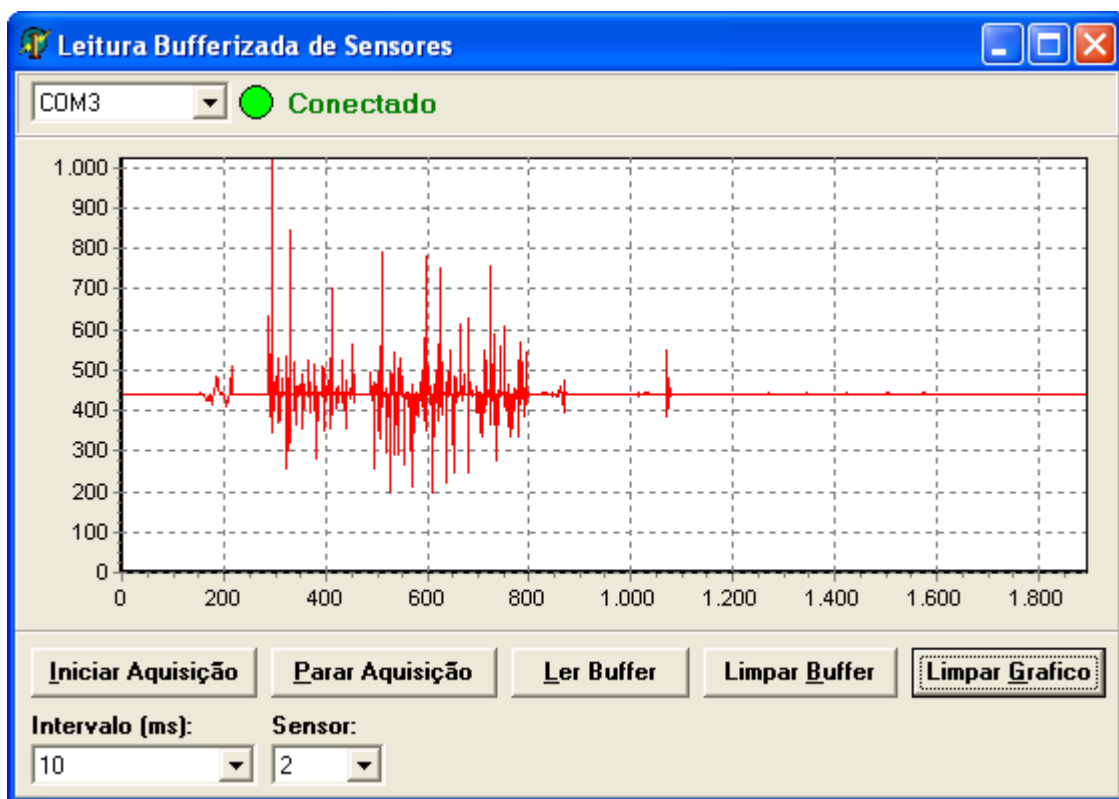 Leitura Bufferizada de Sensores
COM3 Conectado
1.000
900
800
700
600
500
400
300
200
100
0
0 200 400 600 800 1.000 1.200 1.400 1.600 1.800
Iniciar Aquisição Parar Aquisição Ler Buffer Limpar Buffer Limpar Grafico
Intervalo (ms): Sensor:
10 2